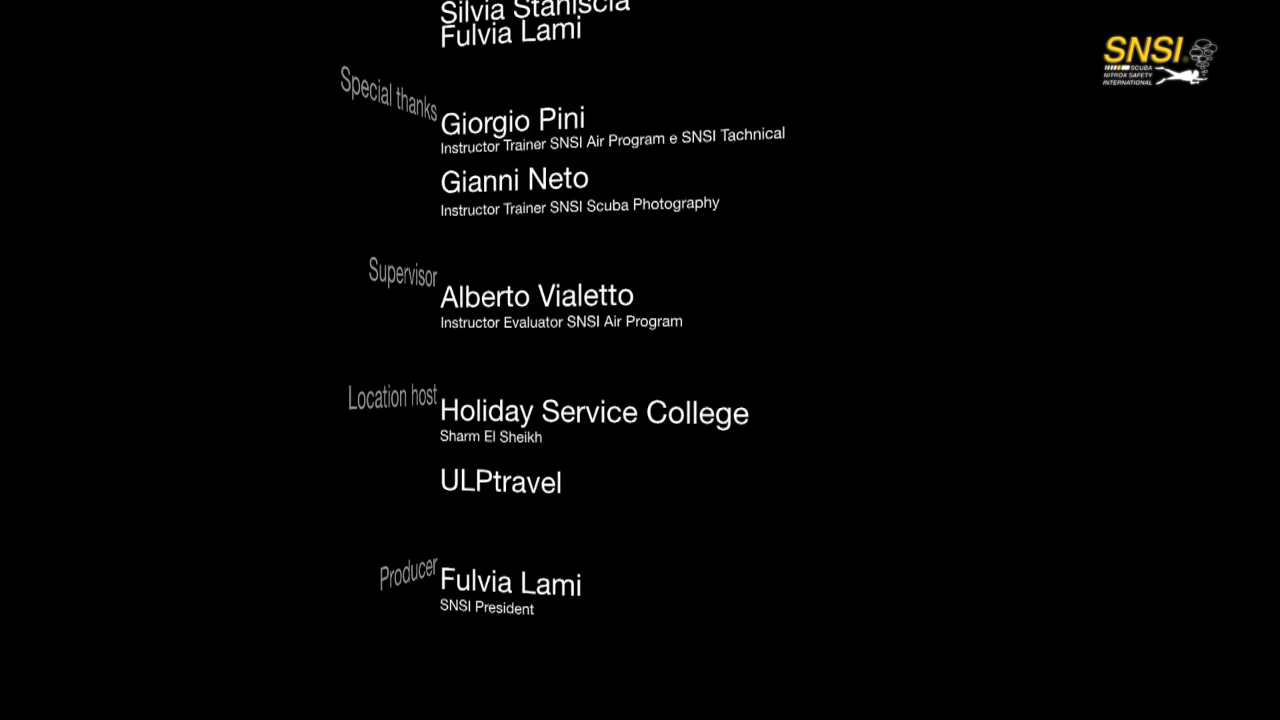 Silvia Staniscia
Fulvia Lami
Special thanks
Giorgio Pini
Instructor Trainer SNSI Air Program e SNSI Tachnical
Gianni Neto
Instructor Trainer SNSI Scuba Photography
Supervisor
Alberto Vialetto
Instructor Evaluator SNSI Air Program
Location host
Holiday Service College
Sharm El Sheikh
ULPtravel
Producer
Fulvia Lami
SNSI President
SNSI
SCUBA
NITROX SAFETY
INTERNATIONAL